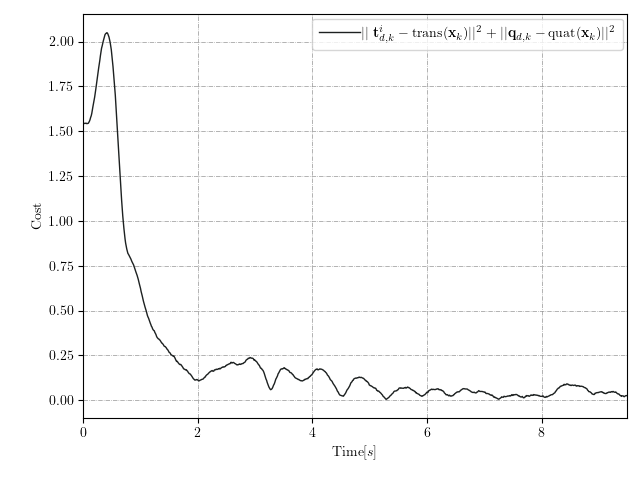 || t^i_{d,k} − trans(x_k)||² + ||q_{d,k} − quat(x_k)||²
2.00
1.75
1.50
1.25
1.00
0.75
0.50
0.25
0.00
Cost
0 2 4 6 8
Time[s]